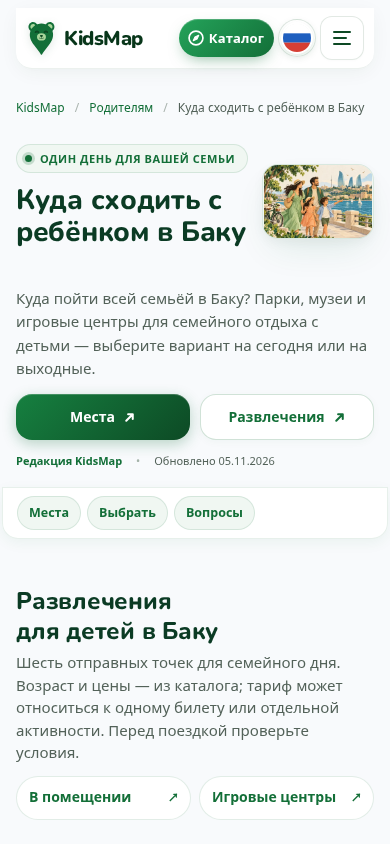 KidsMap
Каталог
KidsMap / Родителям / Куда сходить с ребёнком в Баку
ОДИН ДЕНЬ ДЛЯ ВАШЕЙ СЕМЬИ
Куда сходить с
ребёнком в Баку
Куда пойти всей семьёй в Баку? Парки, музеи и
игровые центры для семейного отдыха с
детьми — выберите вариант на сегодня или на
выходные.
Места ↗
Развлечения ↗
Редакция KidsMap • Обновлено 05.11.2026
Места
Выбрать
Вопросы
Развлечения
для детей в Баку
Шесть отправных точек для семейного дня.
Возраст и цены — из каталога; тариф может
относиться к одному билету или отдельной
активности. Перед поездкой проверьте
условия.
В помещении ↗
Игровые центры ↗